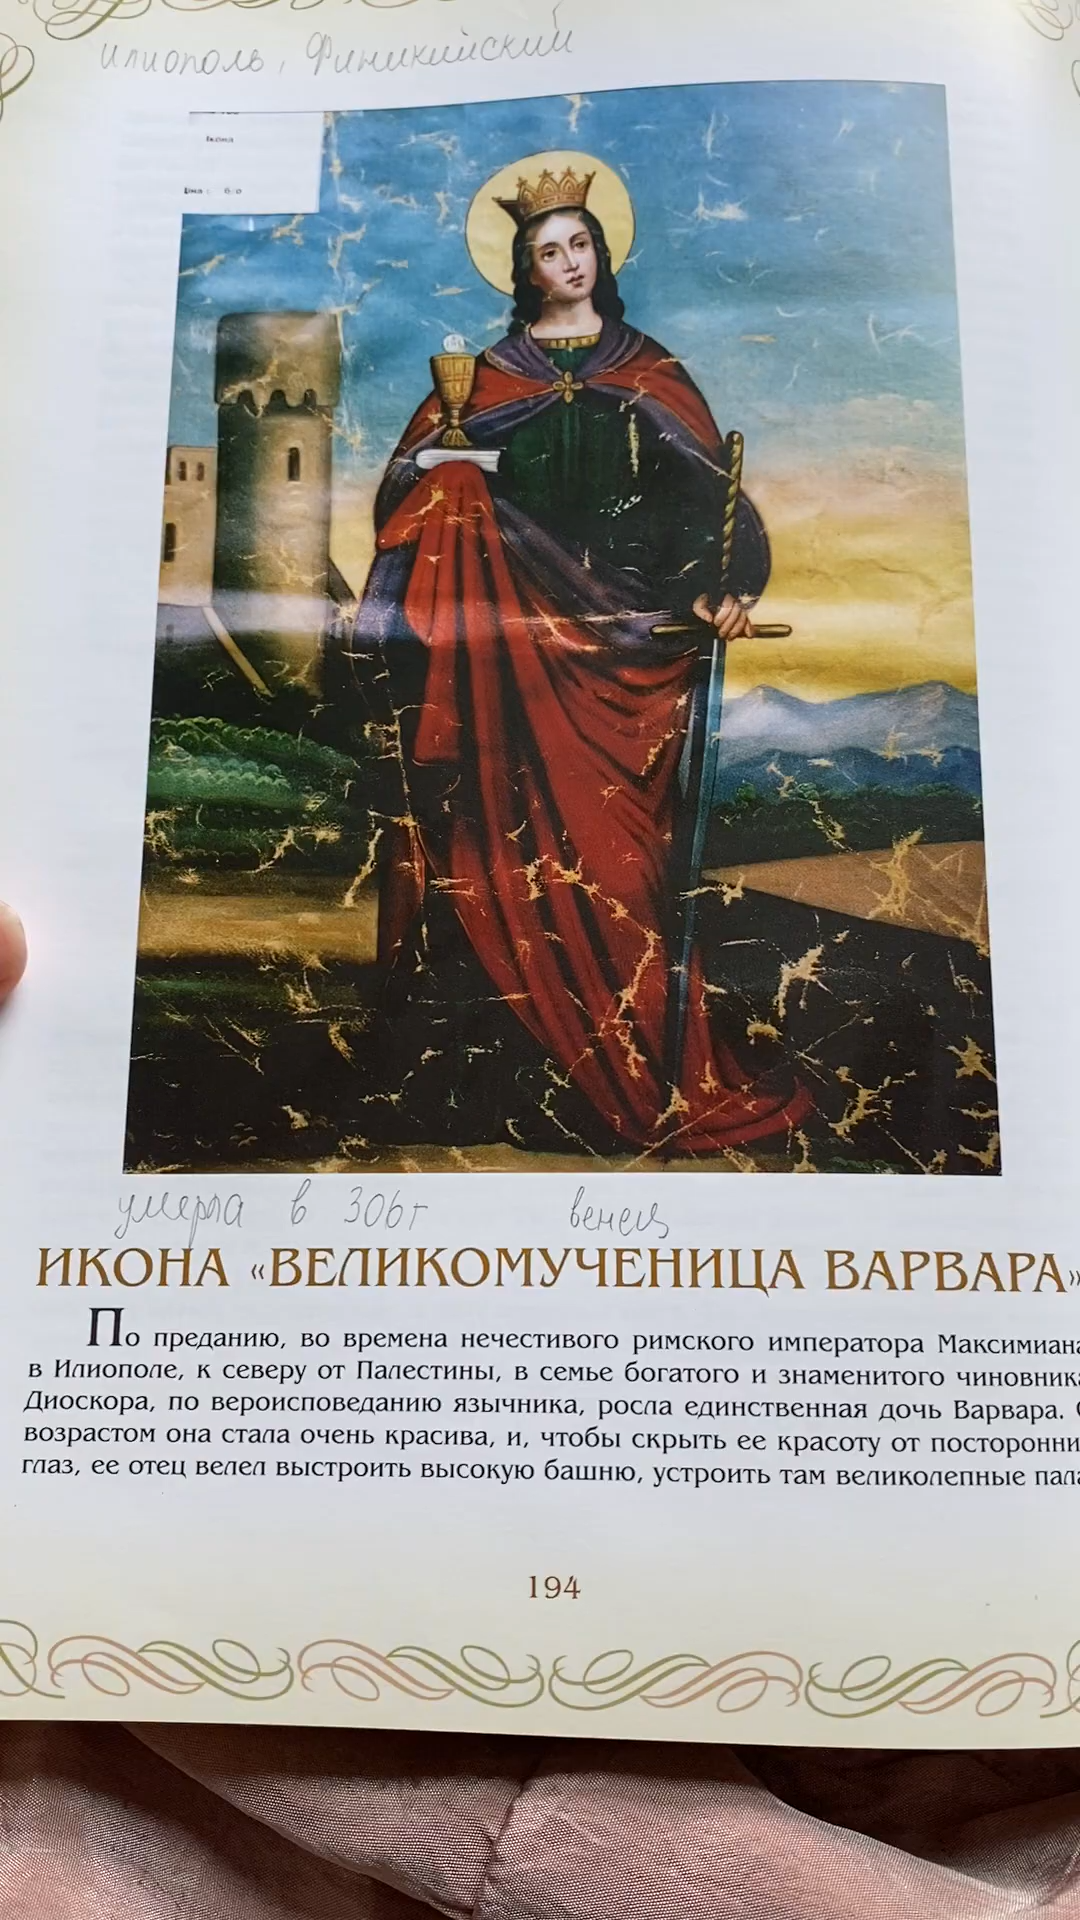 илиополь, Финикийский
Икона
Цна : б/о
умерла в 306г венец
ИКОНА «ВЕЛИКОМУЧЕНИЦА ВАРВАРА»
По преданию, во времена нечестивого римского императора Максимиана
в Илиополе, к северу от Палестины, в семье богатого и знаменитого чиновника
Диоскора, по вероисповеданию язычника, росла единственная дочь Варвара. С
возрастом она стала очень красива, и, чтобы скрыть ее красоту от посторонни
глаз, ее отец велел выстроить высокую башню, устроить там великолепные пала
194